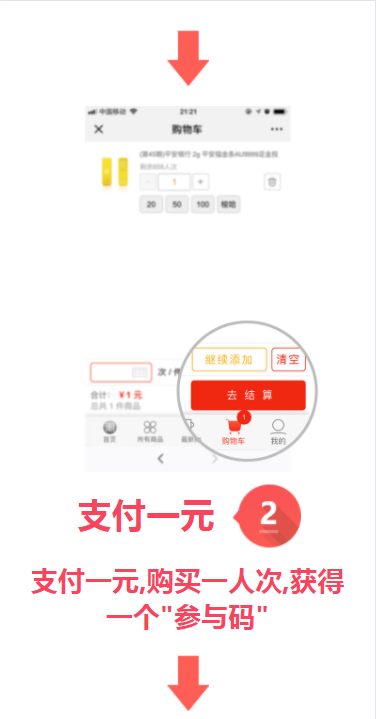 中国移动
21:21
购物车
(第45期)平安银行 2g 平安福金条AU9999足金投
剩余858人次
- 1 +
20 50 100 梭哈
继续添加 清空
次 / 件
去 结 算
合计: ¥1 元
总共 1 件商品
1
首页 所有商品 最新 购物车 我的
支付一元
2
支付一元,购买一人次,获得
一个"参与码"